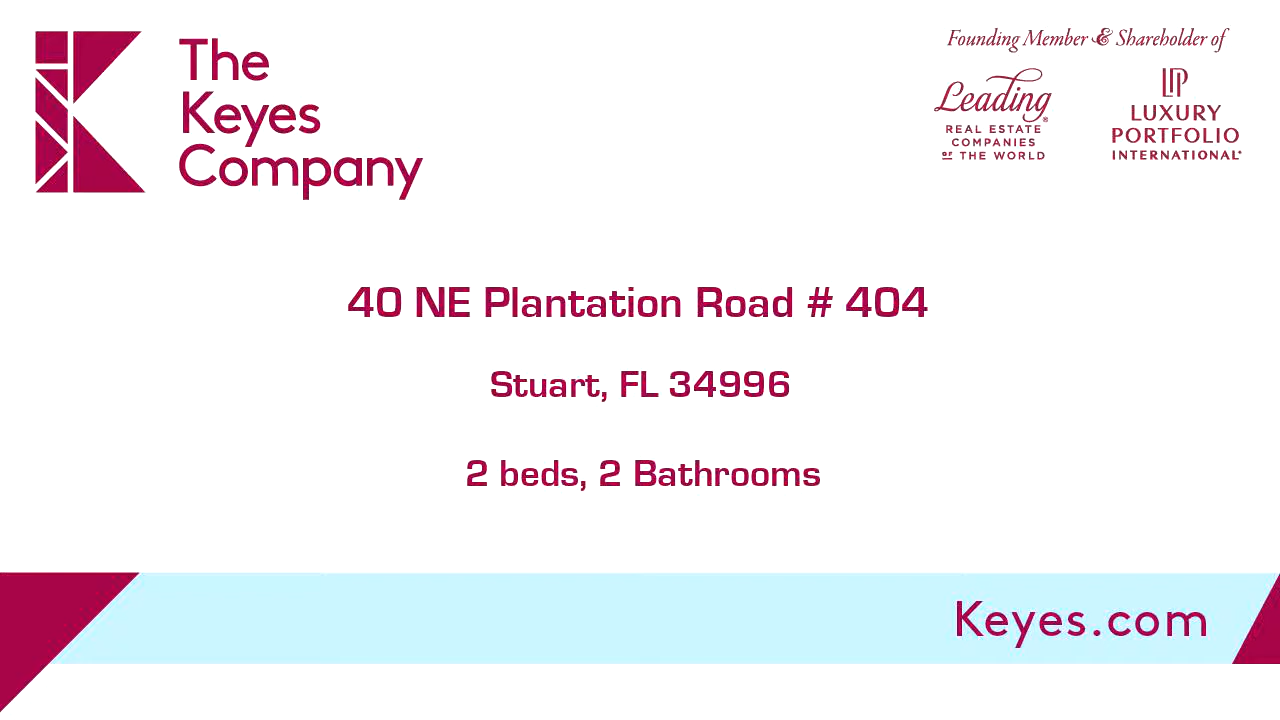 The
Keyes
Company
Founding Member & Shareholder of
Leading®
REAL ESTATE
COMPANIES
OF THE WORLD
LUXURY
PORTFOLIO
INTERNATIONAL
40 NE Plantation Road # 404
Stuart, FL 34996
2 beds, 2 Bathrooms
Keyes.com